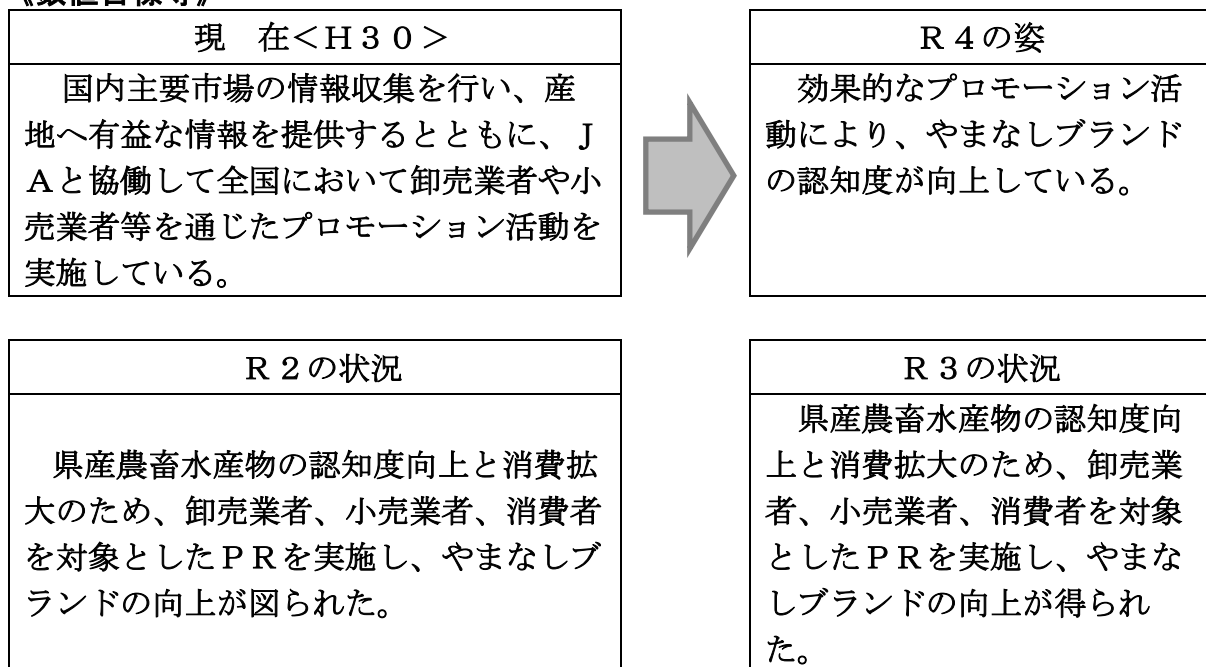 現　在＜Ｈ３０＞
国内主要市場の情報収集を行い、産
地へ有益な情報を提供するとともに、Ｊ
Ａと協働して全国において卸売業者や小
売業者等を通じたプロモーション活動を
実施している。
Ｒ４の姿
効果的なプロモーション活
動により、やまなしブランド
の認知度が向上している。
Ｒ２の状況
県産農畜水産物の認知度向上と消費拡
大のため、卸売業者、小売業者、消費者
を対象としたＰＲを実施し、やまなしブ
ランドの向上が図られた。
Ｒ３の状況
県産農畜水産物の認知度向
上と消費拡大のため、卸売業
者、小売業者、消費者を対象
としたＰＲを実施し、やまな
しブランドの向上が得られ
た。